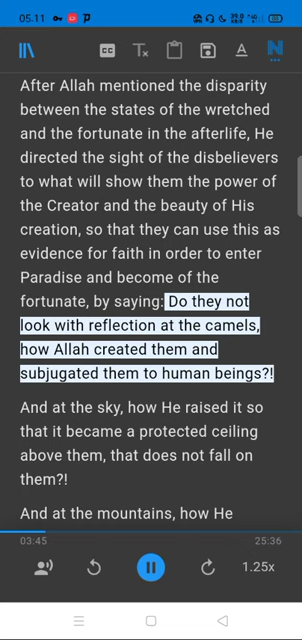 05.11
CC
After Allah mentioned the disparity
between the states of the wretched
and the fortunate in the afterlife, He
directed the sight of the disbelievers
to what will show them the power of
the Creator and the beauty of His
creation, so that they can use this as
evidence for faith in order to enter
Paradise and become of the
fortunate, by saying: Do they not
look with reflection at the camels,
how Allah created them and
subjugated them to human beings?!
And at the sky, how He raised it so
that it became a protected ceiling
above them, that does not fall on
them?!
And at the mountains, how He
03:45 25:36
1.25x